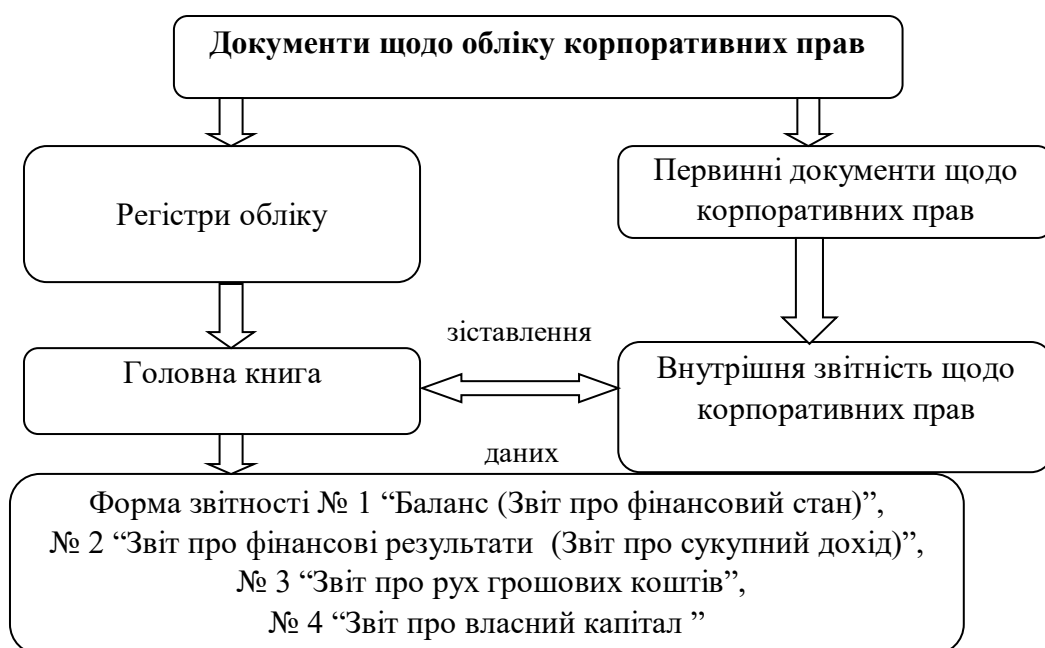 Документи щодо обліку корпоративних прав
Регістри обліку
Первинні документи щодо
корпоративних прав
зіставлення
Головна книга
Внутрішня звітність щодо
корпоративних прав
даних
Форма звітності № 1 “Баланс (Звіт про фінансовий стан)”,
№ 2 “Звіт про фінансові результати (Звіт про сукупний дохід)”,
№ 3 “Звіт про рух грошових коштів”,
№ 4 “Звіт про власний капітал ”